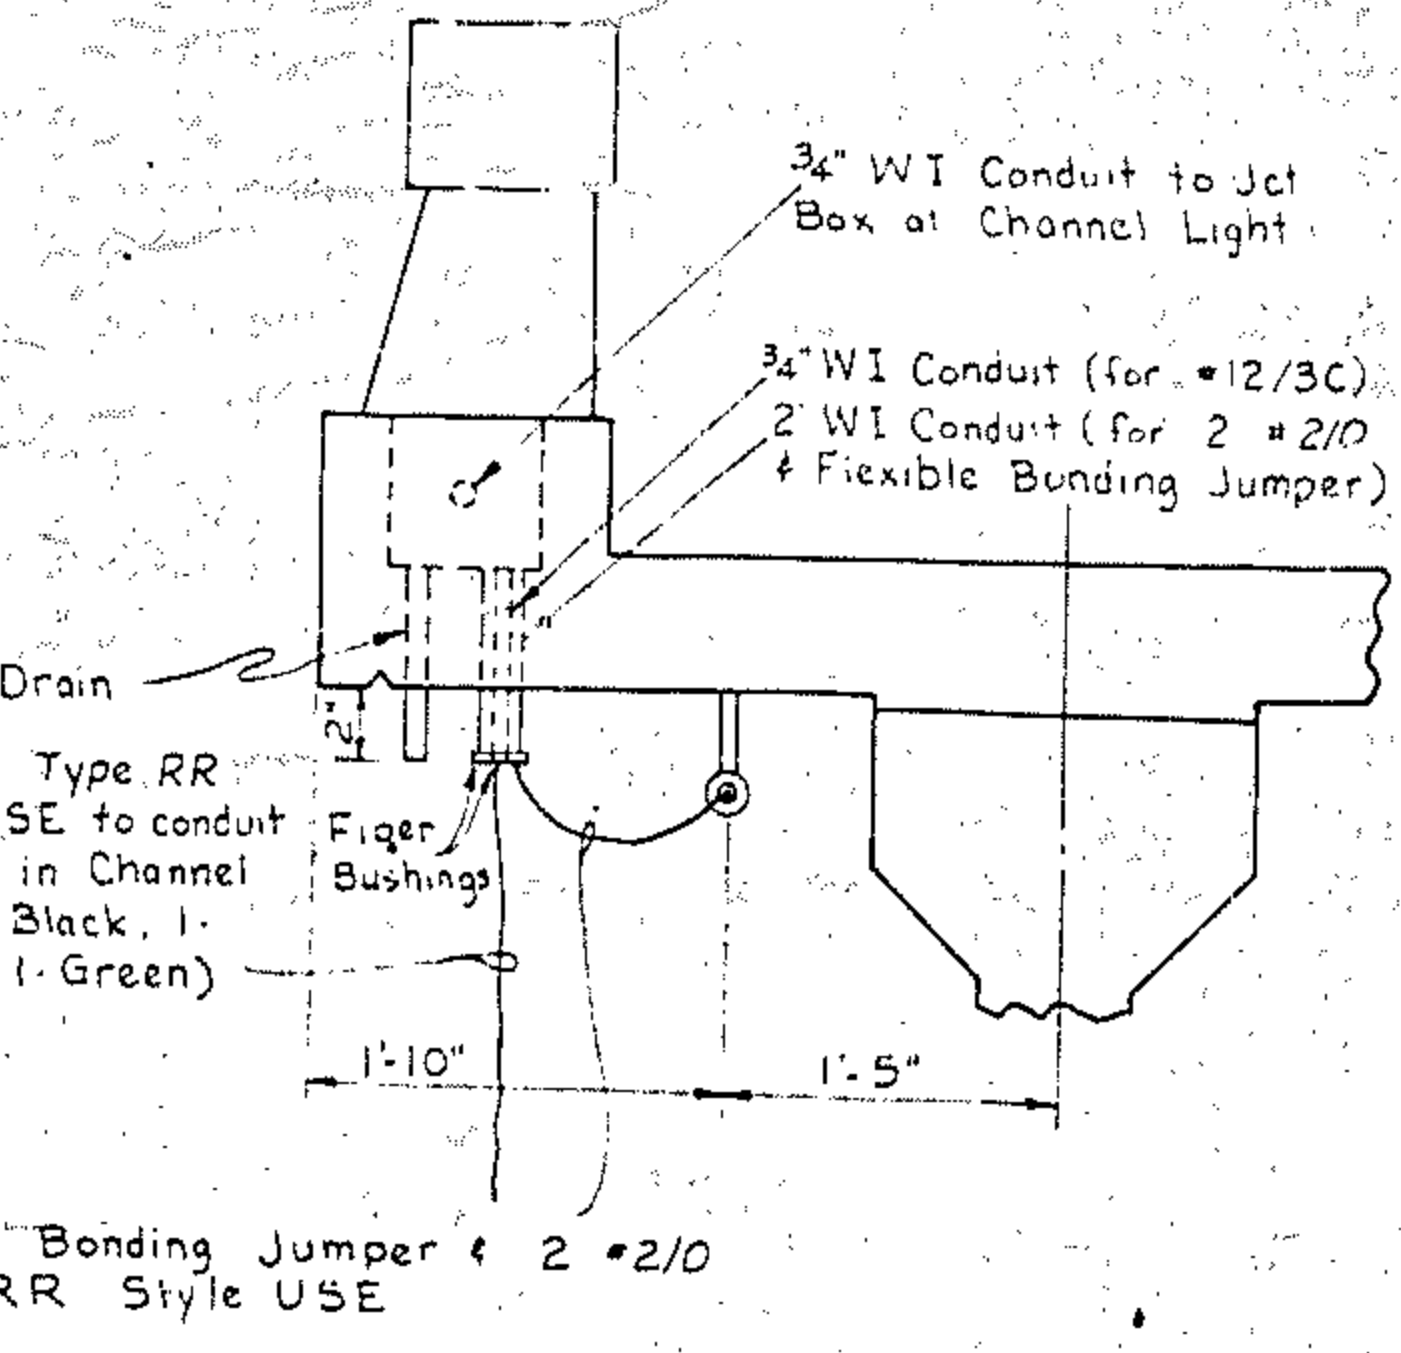 3/4" WI Conduit to Jct
Box at Channel Light
3/4" WI Conduit (for #12/3C)
2" WI Conduit (for 2 #2/0
& Flexible Bonding Jumper)
Drain
2"
Type RR
SE to conduit
in Channel
Black, 1-
1-Green)
Fiqer
Bushings
1'-10"
1'-5"
Bonding Jumper & 2 #2/0
RR Style USE